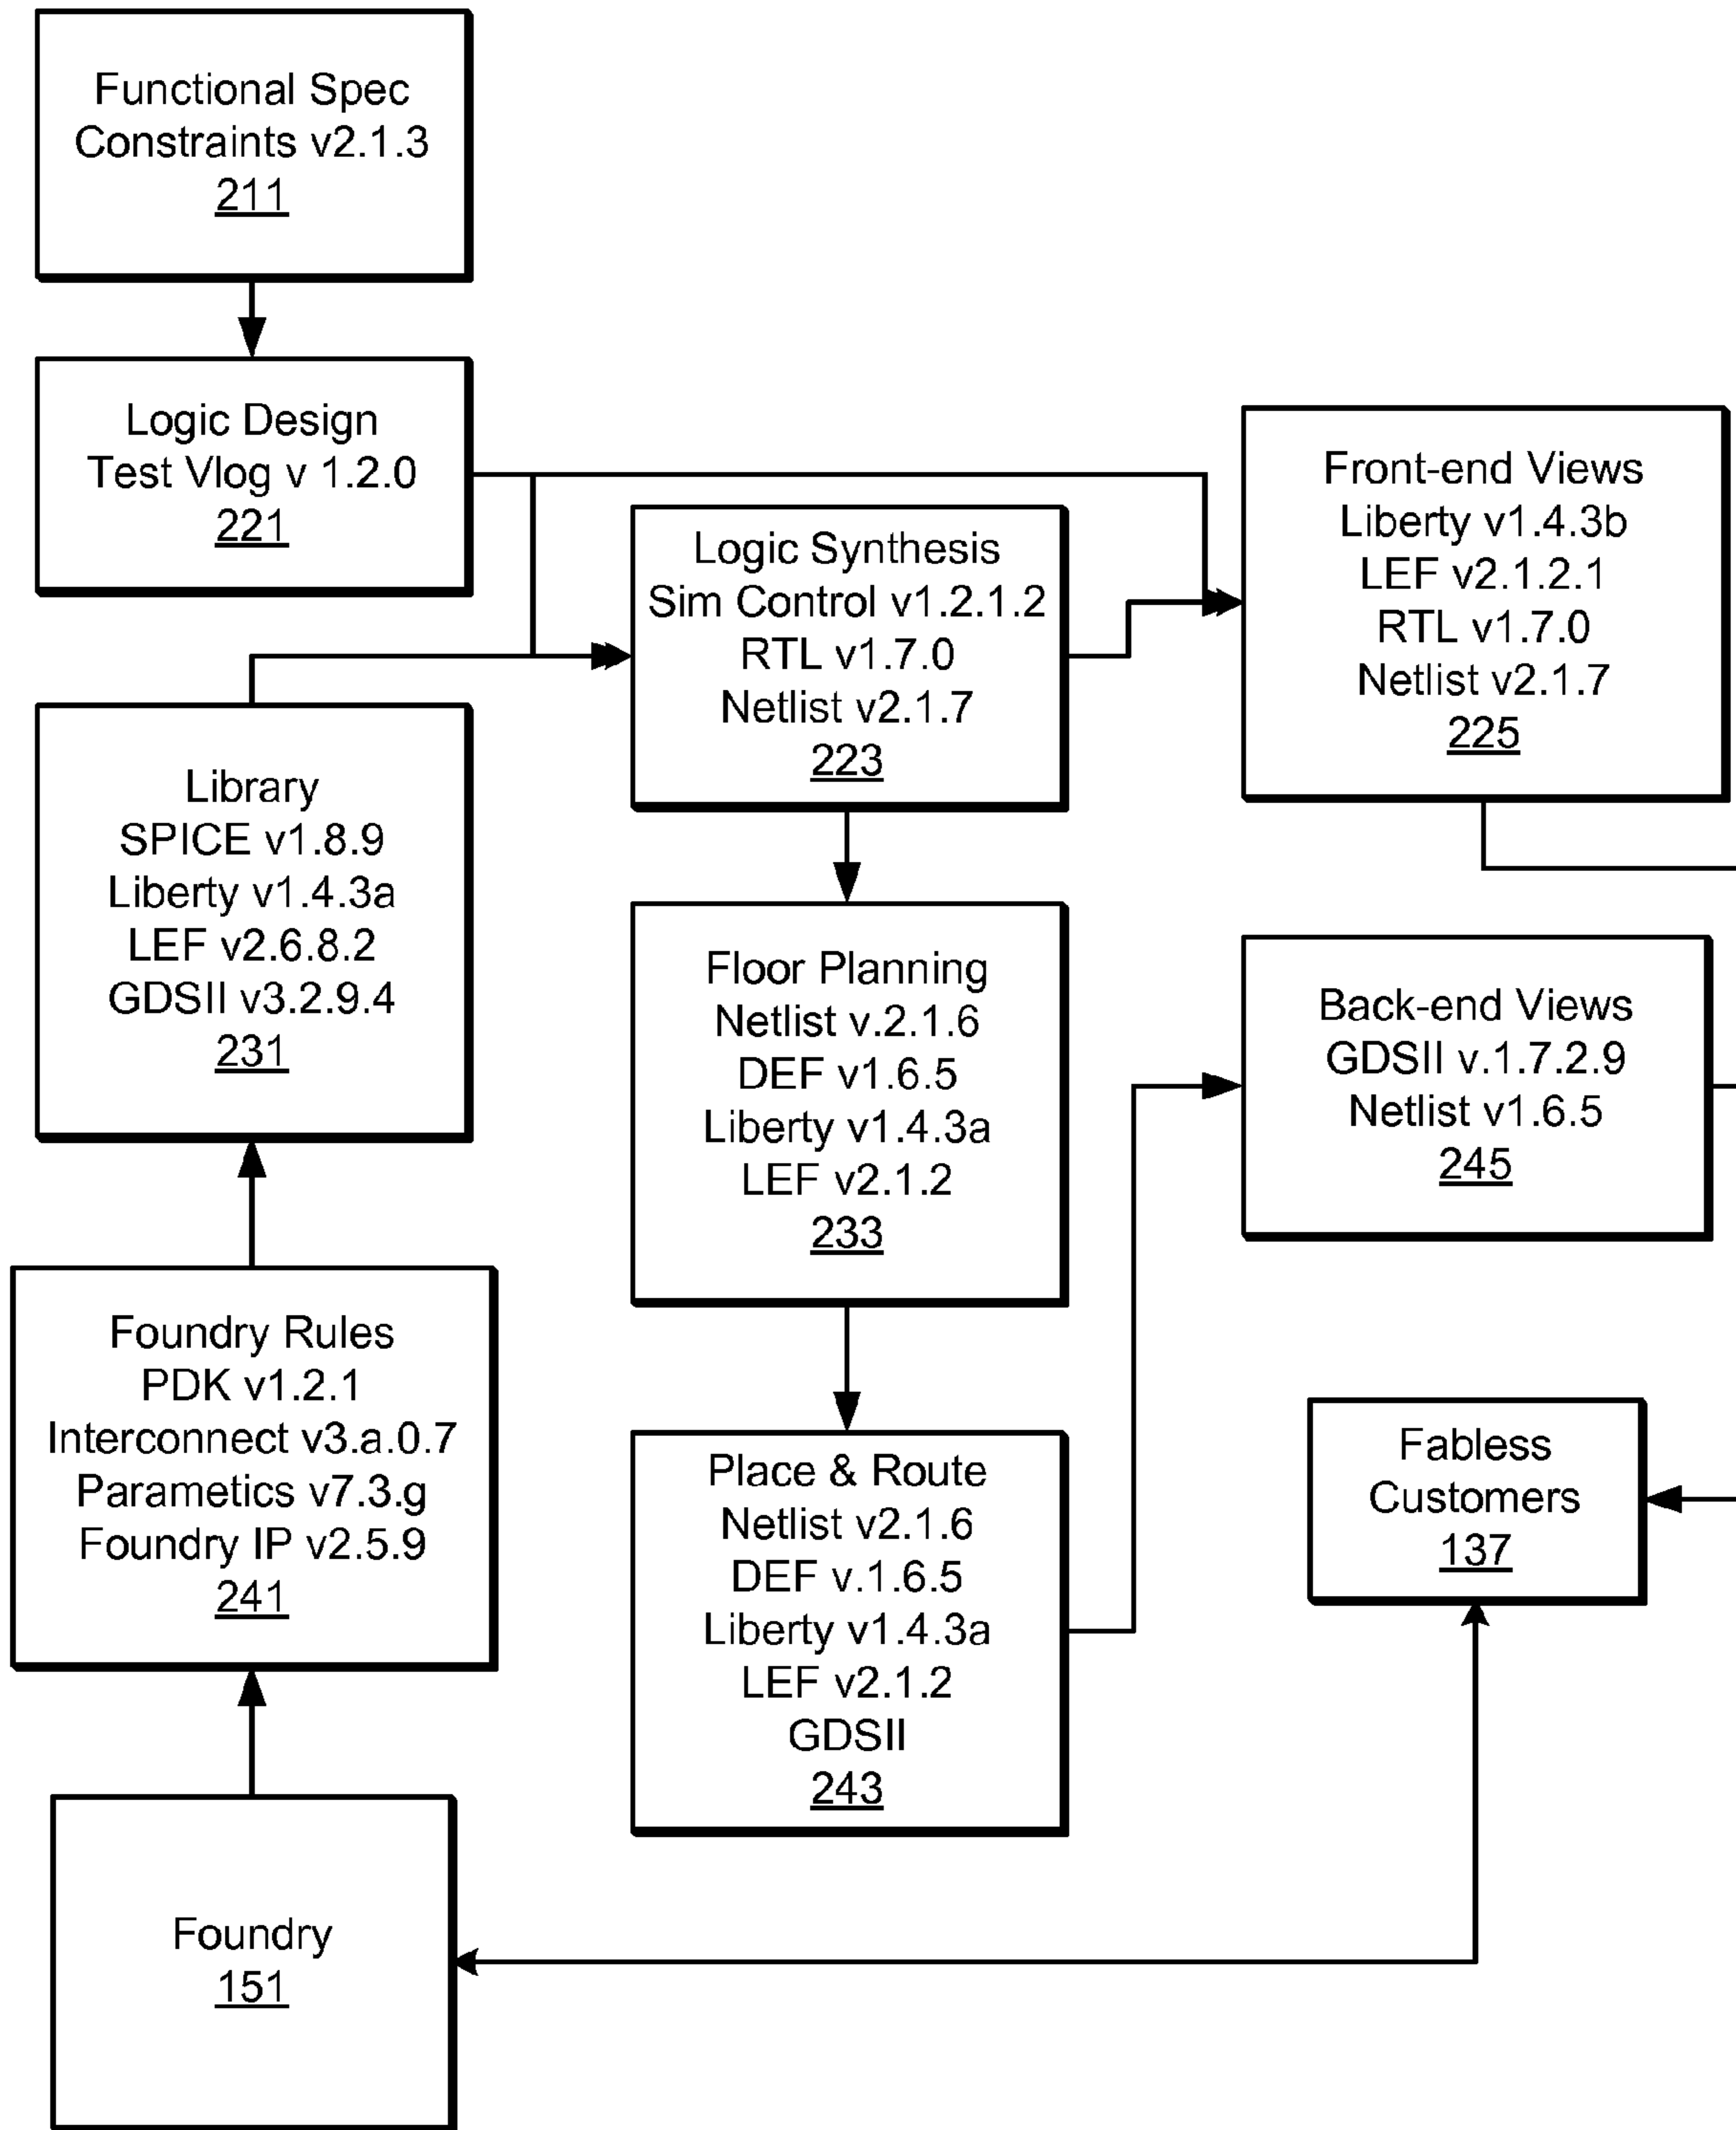 Functional Spec
Constraints v2.1.3
211
Logic Design
Test Vlog v 1.2.0
221
Library
SPICE v1.8.9
Liberty v1.4.3a
LEF v2.6.8.2
GDSII v3.2.9.4
231
Foundry Rules
PDK v1.2.1
Interconnect v3.a.0.7
Parametics v7.3.g
Foundry IP v2.5.9
241
Foundry
151
Logic Synthesis
Sim Control v1.2.1.2
RTL v1.7.0
Netlist v2.1.7
223
Floor Planning
Netlist v.2.1.6
DEF v1.6.5
Liberty v1.4.3a
LEF v2.1.2
233
Place & Route
Netlist v2.1.6
DEF v.1.6.5
Liberty v1.4.3a
LEF v2.1.2
GDSII
243
Front-end Views
Liberty v1.4.3b
LEF v2.1.2.1
RTL v1.7.0
Netlist v2.1.7
225
Back-end Views
GDSII v.1.7.2.9
Netlist v1.6.5
245
Fabless
Customers
137